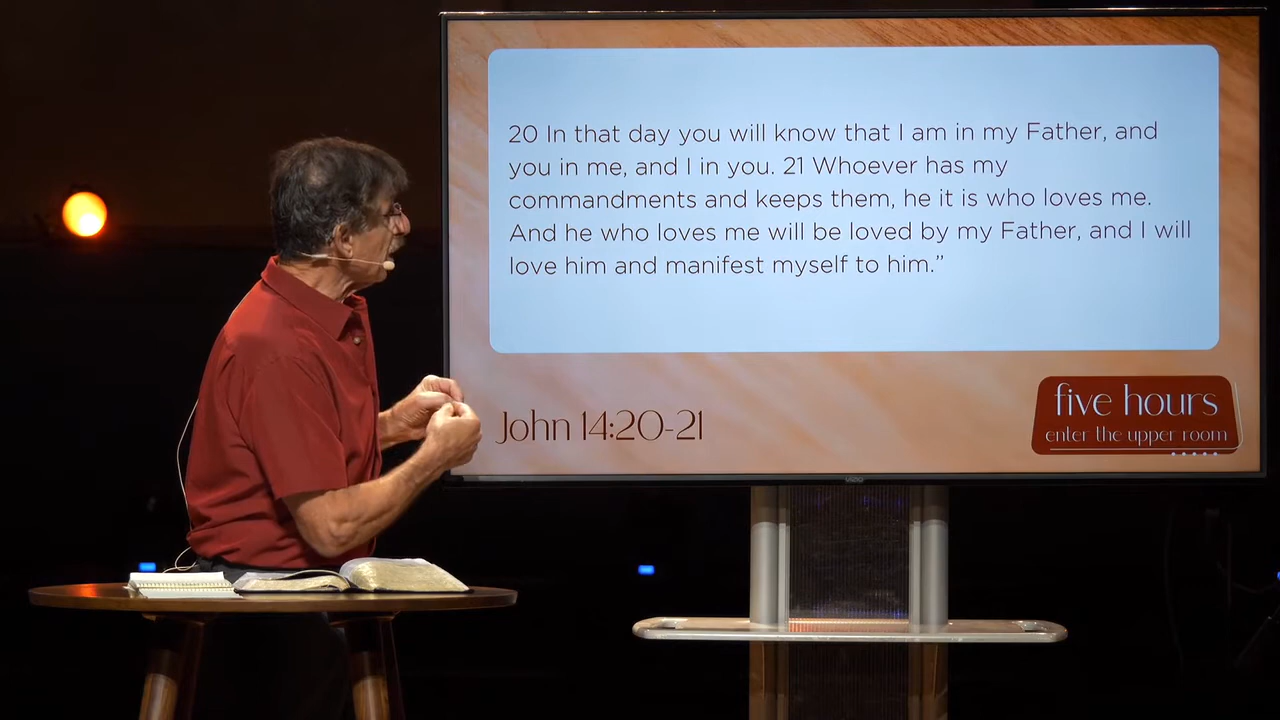 20 In that day you will know that I am in my Father, and
you in me, and I in you. 21 Whoever has my
commandments and keeps them, he it is who loves me.
And he who loves me will be loved by my Father, and I will
love him and manifest myself to him.”
John 14:20-21
five hours
enter the upper room